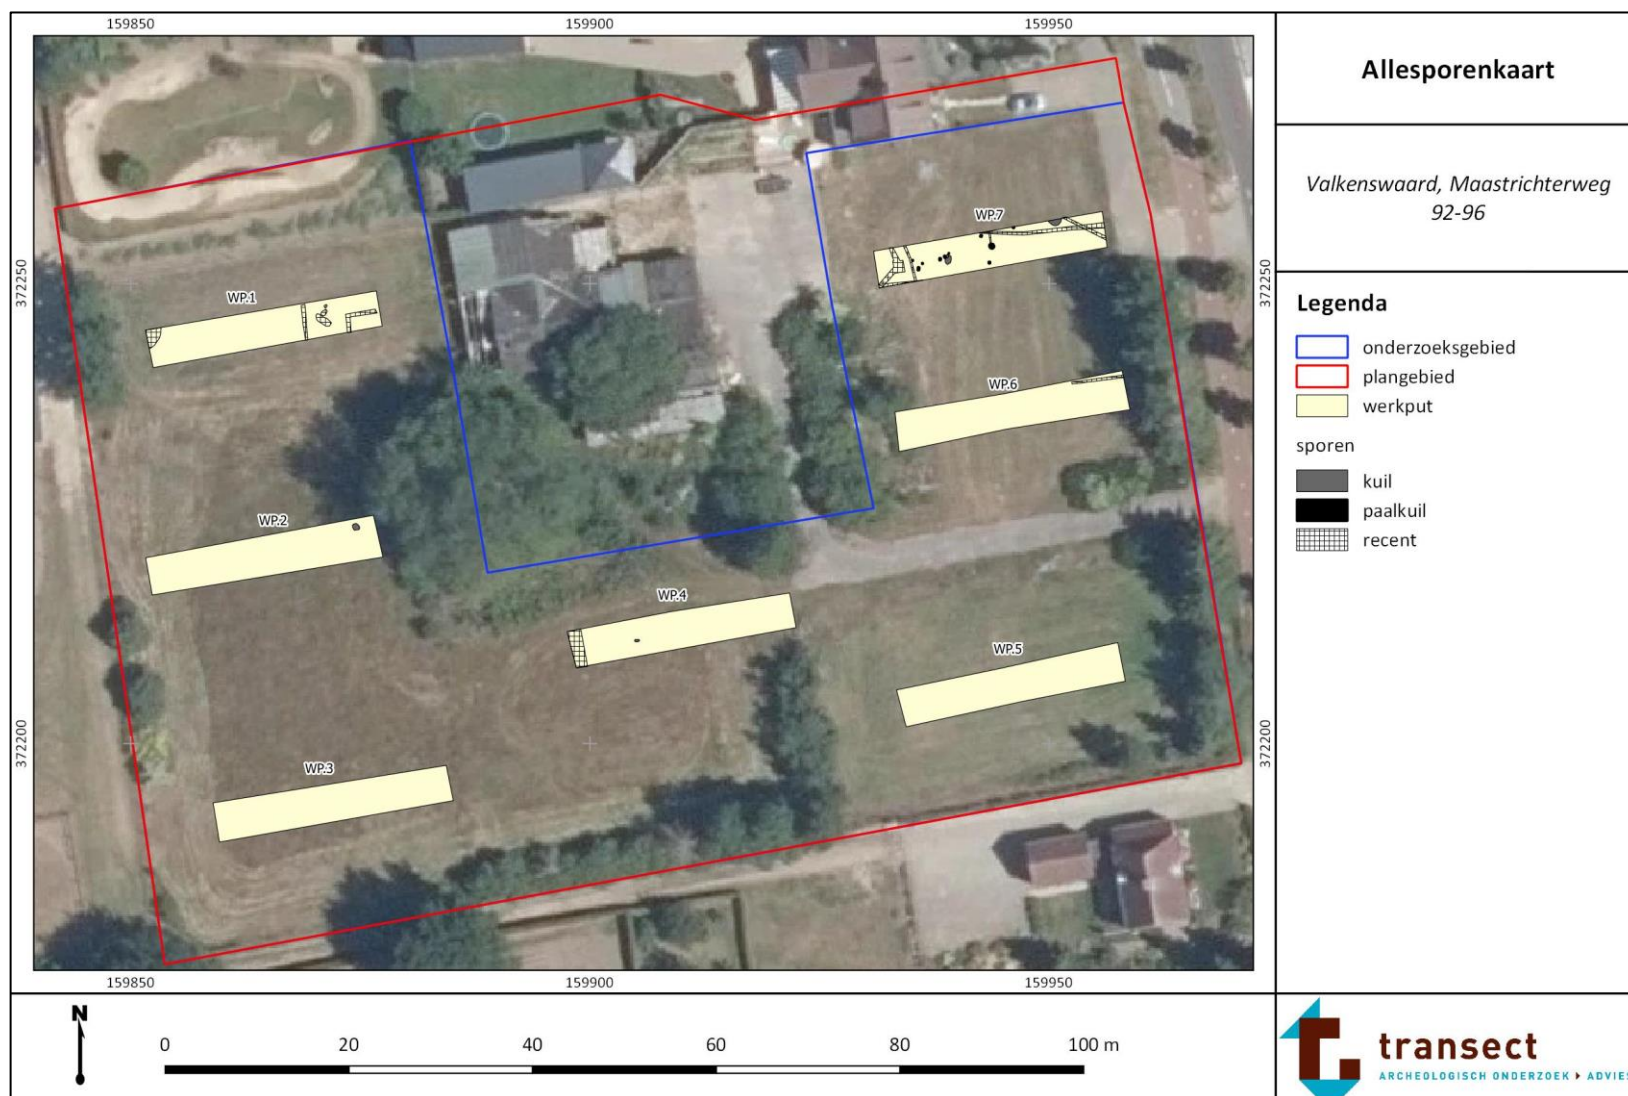 159850
159900
159950
372250
372250
372200
372200
WP.1
WP.2
WP.3
WP.4
WP.5
WP.6
WP.7
159850
159900
159950
N
0
20
40
60
80
100 m
Allesporenkaart
Valkenswaard, Maastrichterweg
92-96
Legenda
onderzoeksgebied
plangebied
werkput
sporen
kuil
paalkuil
recent
transect
ARCHEOLOGISCH ONDERZOEK ▸ ADVIES